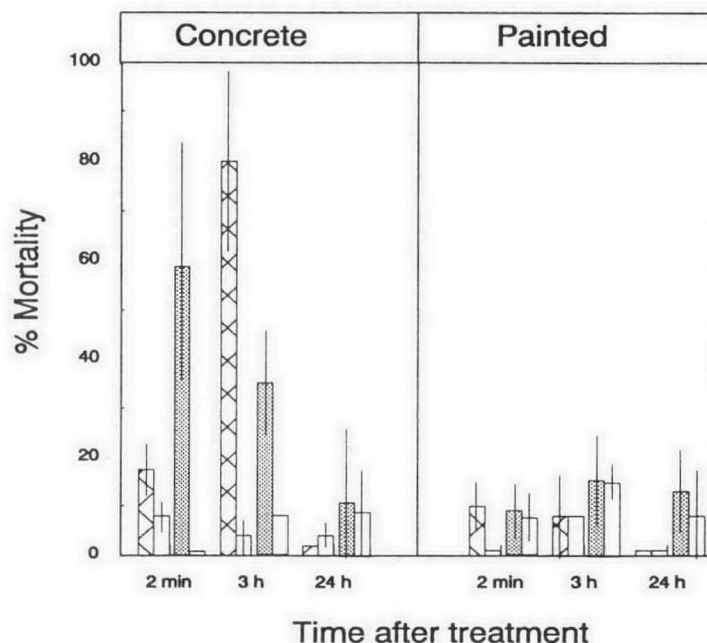 Concrete Painted
100
80
60
40
20
0
% Mortality
2 min 3 h 24 h 2 min 3 h 24 h
Time after treatment